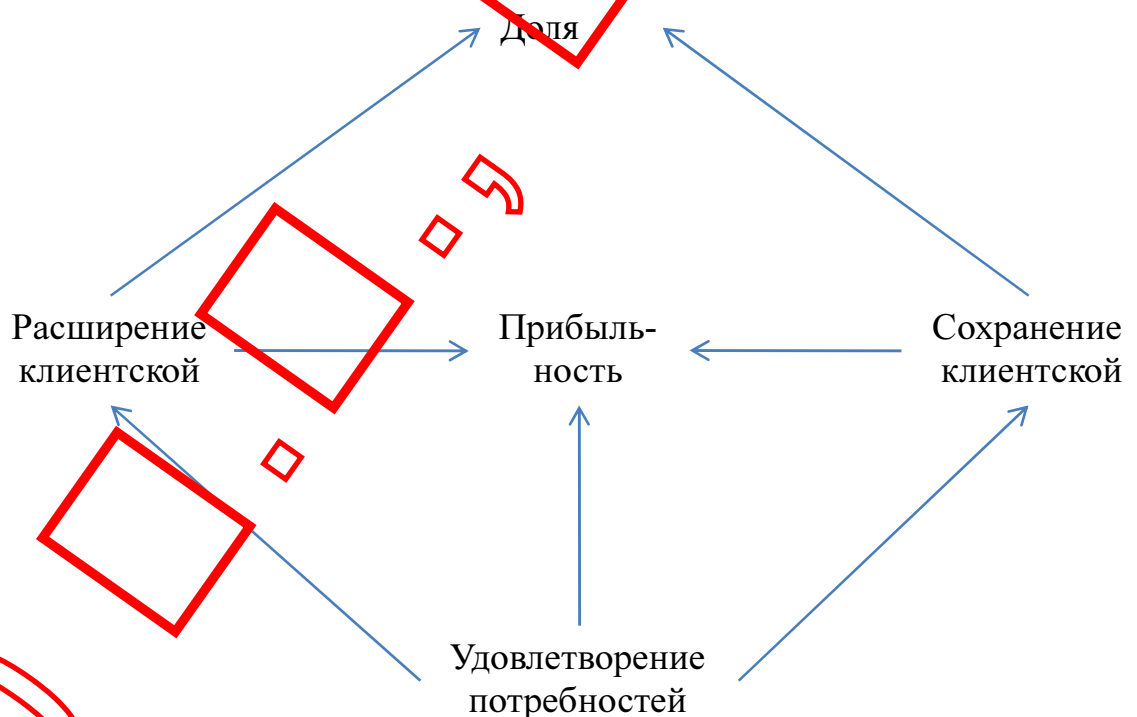 Доля
Расширение
клиентской
Прибыль-
ность
Сохранение
клиентской
Удовлетворение
потребностей